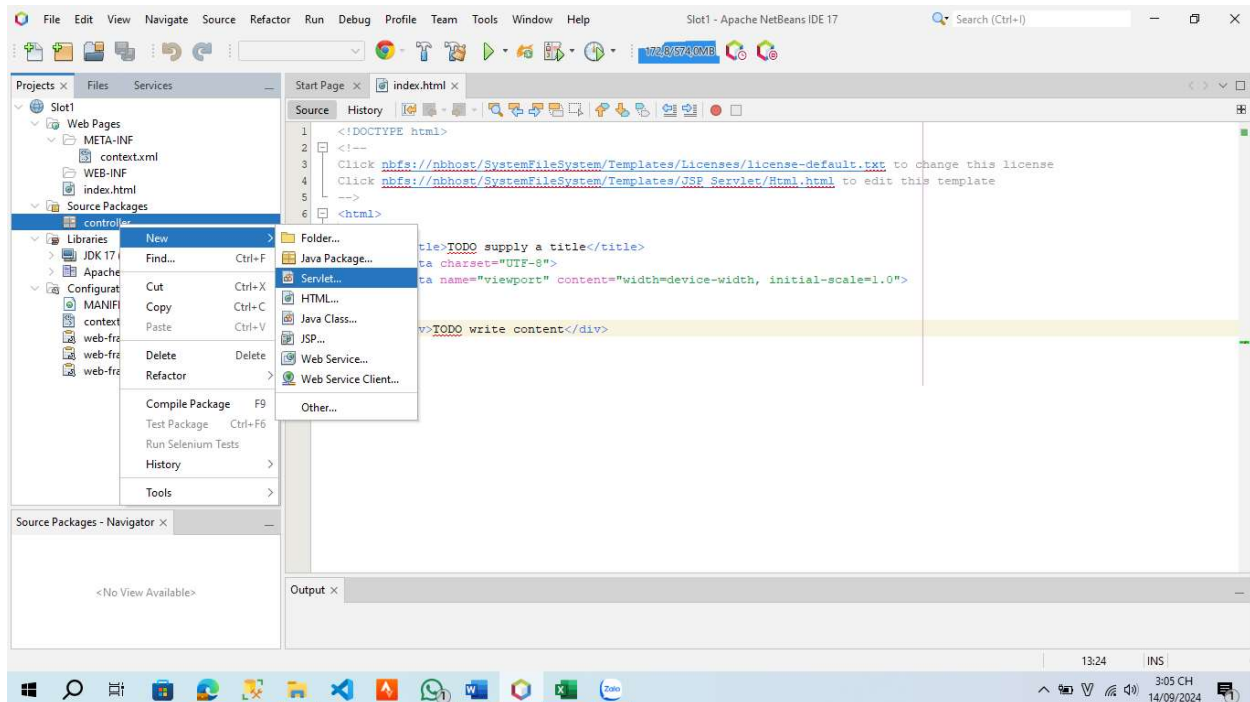 File Edit View Navigate Source Refactor Run Debug Profile Team Tools Window Help Slot1 - Apache NetBeans IDE 17 Search (Ctrl+I)
172,8/574,0MB
Projects Files Services
Start Page index.html
Source History
Slot1
Web Pages
META-INF
context.xml
WEB-INF
index.html
Source Packages
controller
Libraries
JDK 17
Apache
Configurat
MANIF
context
web-fra
web-fra
web-fra
New
Find... Ctrl+F
Cut Ctrl+X
Copy Ctrl+C
Paste Ctrl+V
Delete Delete
Refactor
Compile Package F9
Test Package Ctrl+F6
Run Selenium Tests
History
Tools
Folder...
Java Package...
Servlet...
HTML...
Java Class...
JSP...
Web Service...
Web Service Client...
Other...
1 <!DOCTYPE html>
2 <!--
3 Click nbfs://nbhost/SystemFileSystem/Templates/Licenses/license-default.txt to change this license
4 Click nbfs://nbhost/SystemFileSystem/Templates/JSP_Servlet/Html.html to edit this template
5 -->
6 <html>
tle>TODO supply a title</title>
ta charset="UTF-8">
ta name="viewport" content="width=device-width, initial-scale=1.0">
v>TODO write content</div>
Source Packages - Navigator
<No View Available>
Output
13:24 INS
Zalo
3:05 CH
14/09/2024